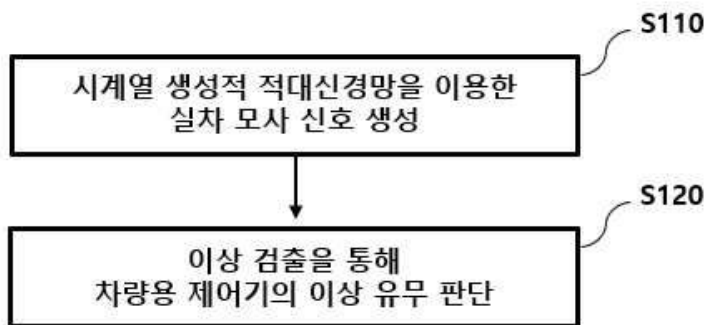 S110
시계열 생성적 적대신경망을 이용한
실차 모사 신호 생성
S120
이상 검출을 통해
차량용 제어기의 이상 유무 판단